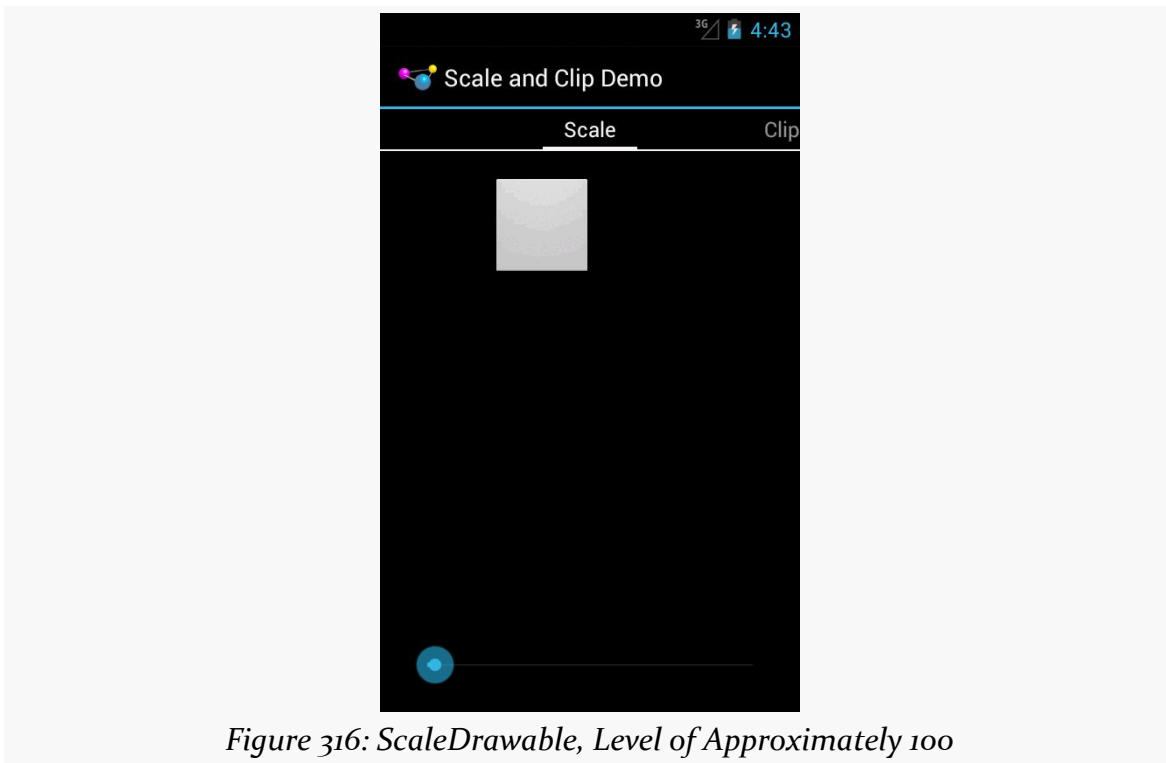 3G 4:43
Scale and Clip Demo
Scale Clip
Figure 316: ScaleDrawable, Level of Approximately 100